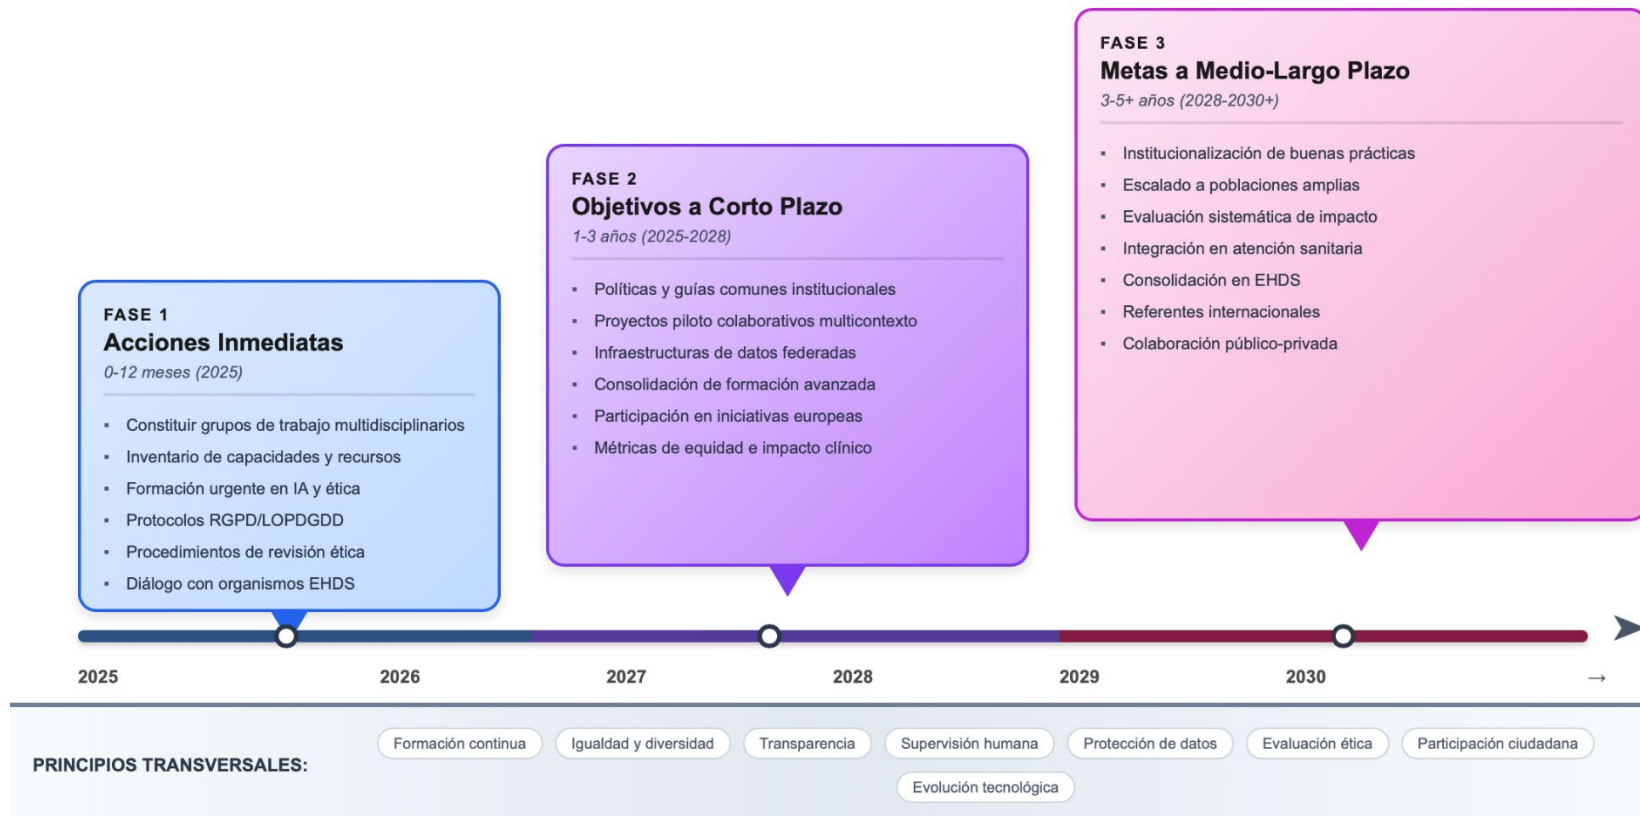 FASE 1
Acciones Inmediatas
0-12 meses (2025)
▪ Constituir grupos de trabajo multidisciplinarios
▪ Inventario de capacidades y recursos
▪ Formación urgente en IA y ética
▪ Protocolos RGPD/LOPDGDD
▪ Procedimientos de revisión ética
▪ Diálogo con organismos EHDS
FASE 2
Objetivos a Corto Plazo
1-3 años (2025-2028)
▪ Políticas y guías comunes institucionales
▪ Proyectos piloto colaborativos multicontexto
▪ Infraestructuras de datos federadas
▪ Consolidación de formación avanzada
▪ Participación en iniciativas europeas
▪ Métricas de equidad e impacto clínico
FASE 3
Metas a Medio-Largo Plazo
3-5+ años (2028-2030+)
▪ Institucionalización de buenas prácticas
▪ Escalado a poblaciones amplias
▪ Evaluación sistemática de impacto
▪ Integración en atención sanitaria
▪ Consolidación en EHDS
▪ Referentes internacionales
▪ Colaboración público-privada
2025 2026 2027 2028 2029 2030 →
PRINCIPIOS TRANSVERSALES:
Formación continua
Igualdad y diversidad
Transparencia
Supervisión humana
Protección de datos
Evaluación ética
Participación ciudadana
Evolución tecnológica